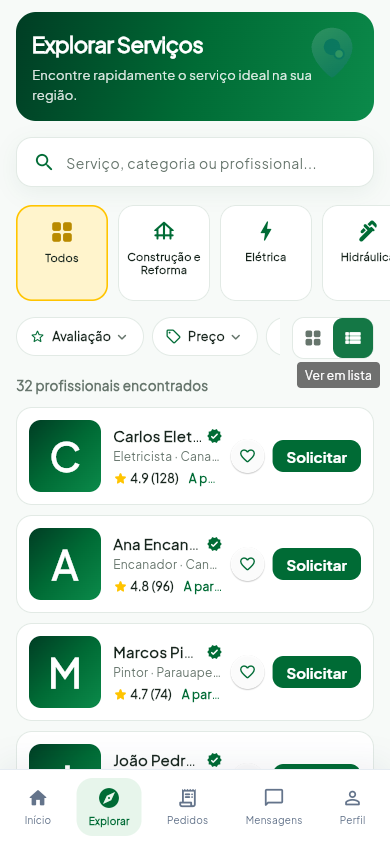 Explorar Serviços
Encontre rapidamente o serviço ideal na sua
região.
Serviço, categoria ou profissional...
Todos
Construção e
Reforma
Elétrica
Hidráulica
Avaliação
Preço
Ver em lista
32 profissionais encontrados
C
Carlos Elet...
Eletricista · Cana...
4.9 (128) A p...
Solicitar
A
Ana Encan...
Encanador · Can...
4.8 (96) A par...
Solicitar
M
Marcos Pi...
Pintor · Parauape...
4.7 (74) A par...
Solicitar
João Pedr...
Início
Explorar
Pedidos
Mensagens
Perfil